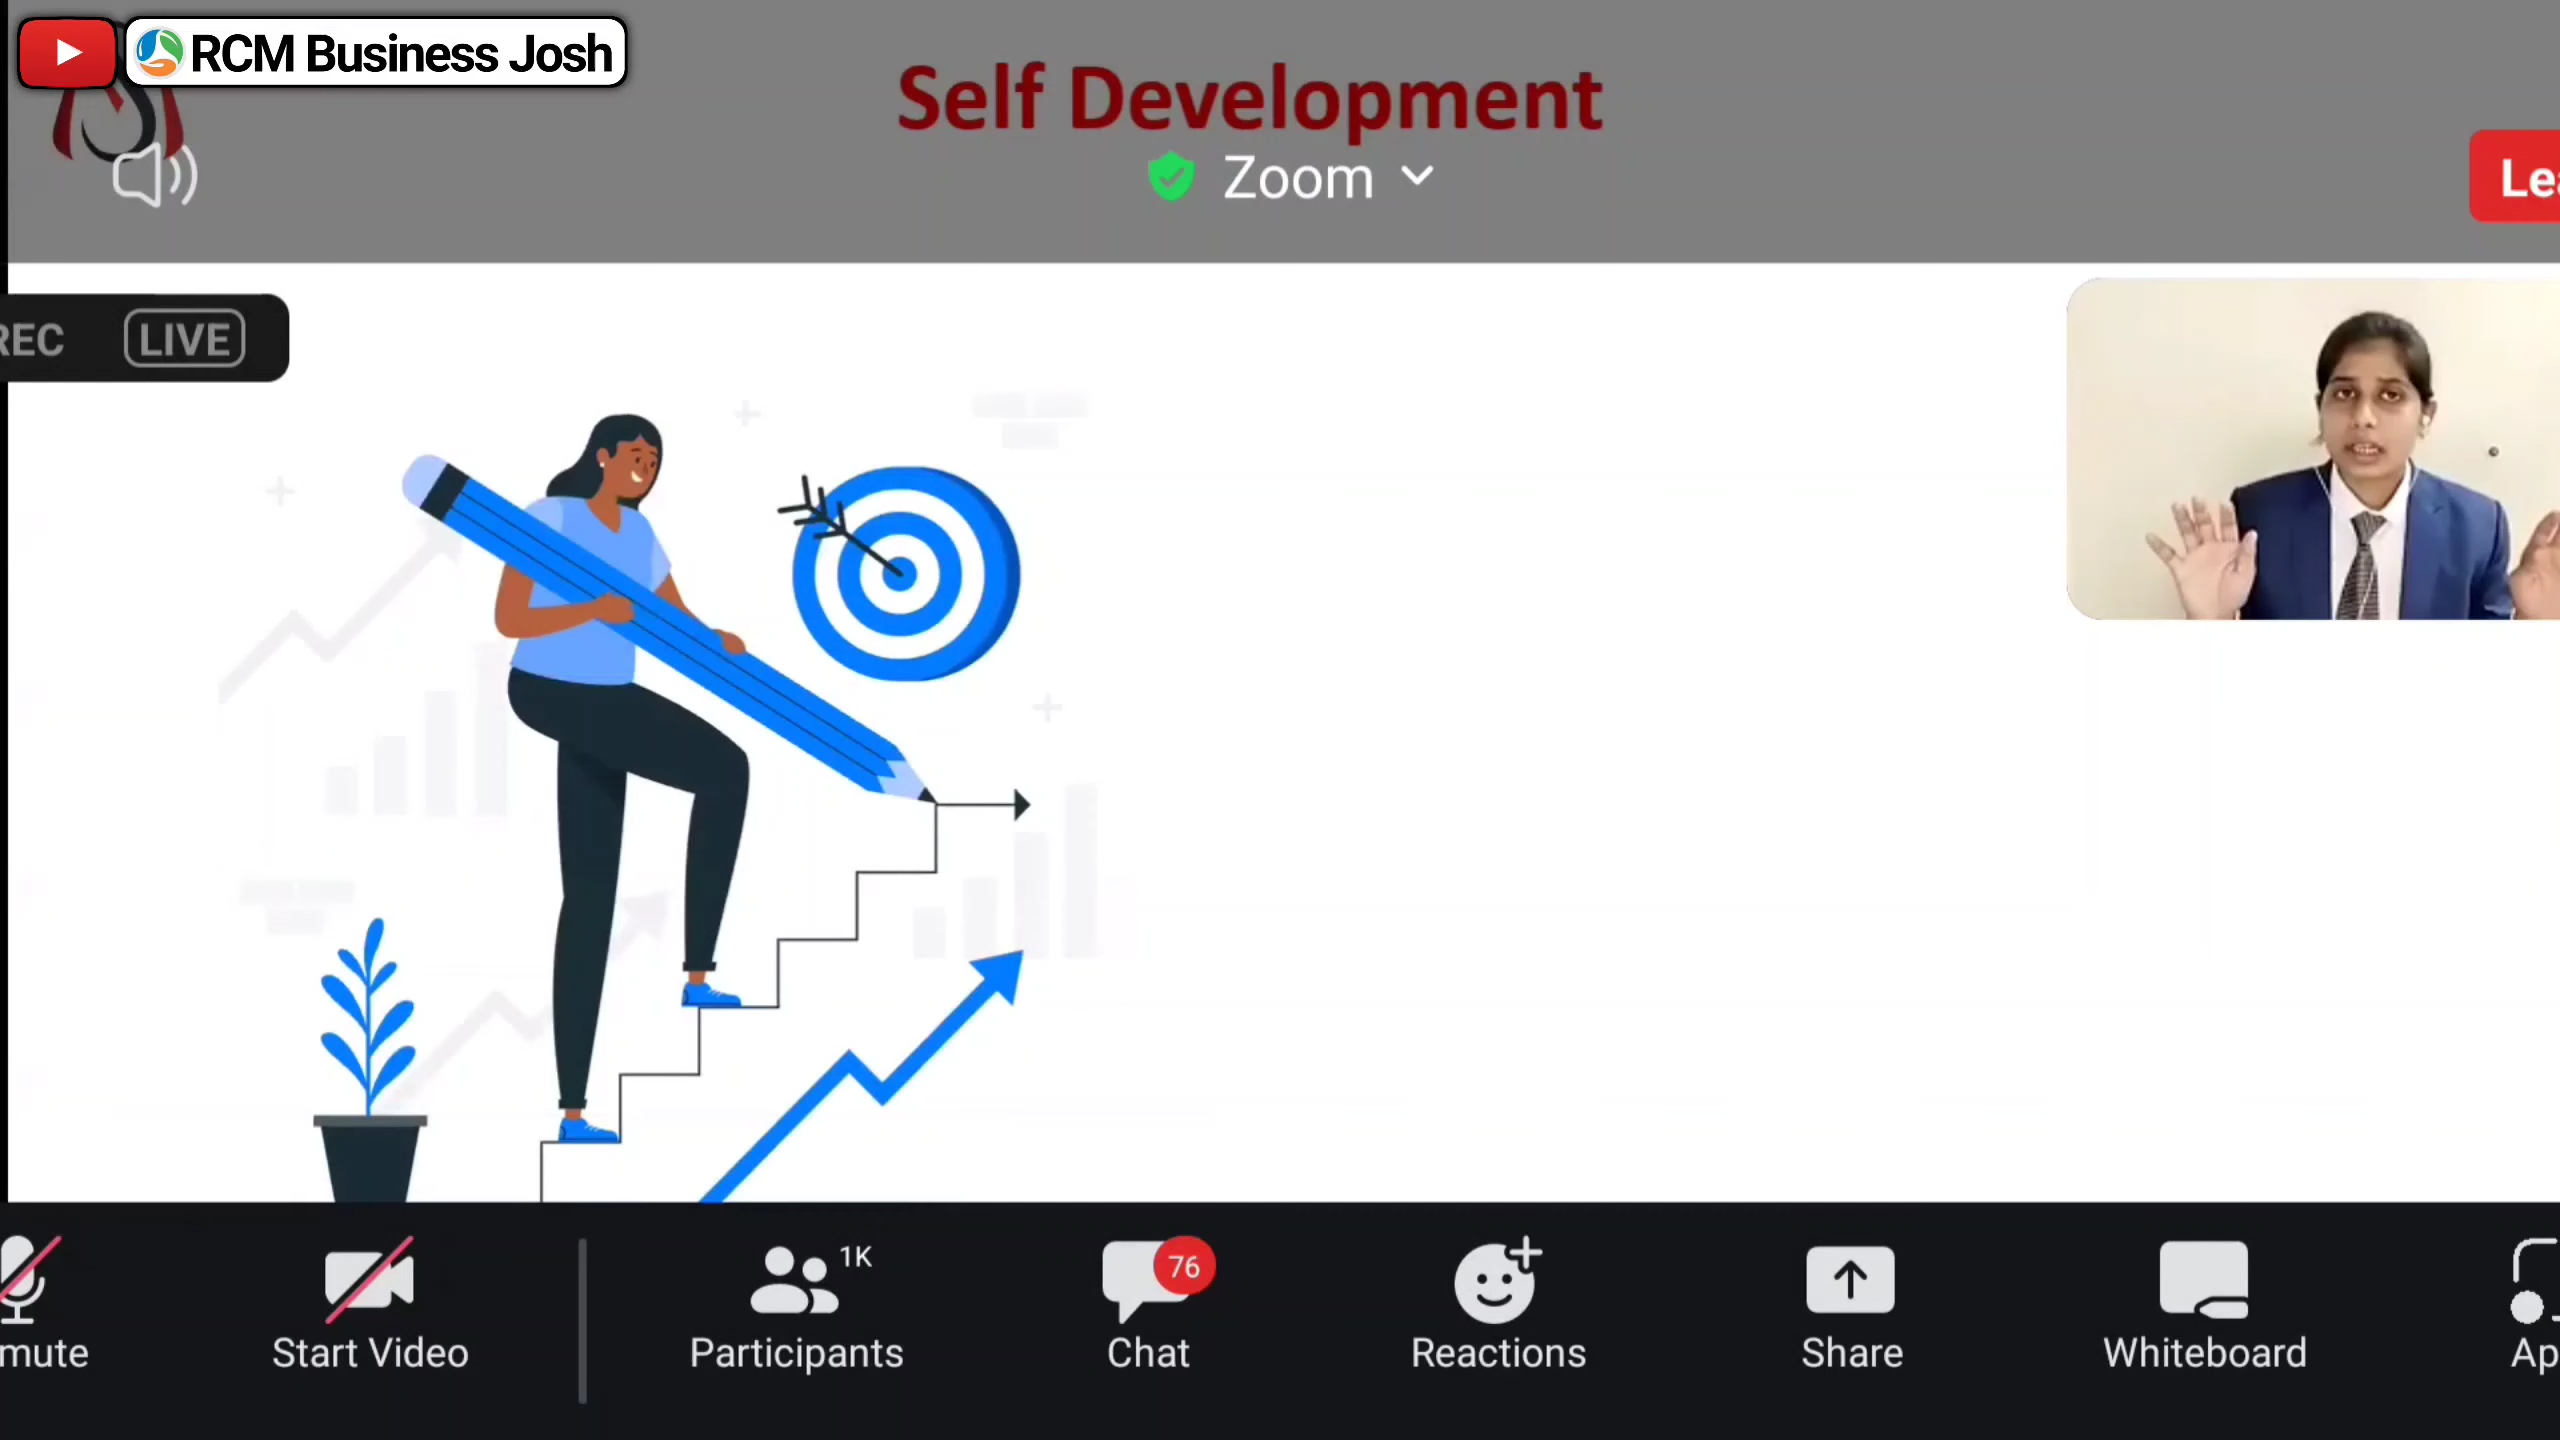 RCM Business Josh
Self Development
Zoom
Lea
REC
LIVE
1K
76
mute
Start Video
Participants
Chat
Reactions
Share
Whiteboard
Ap